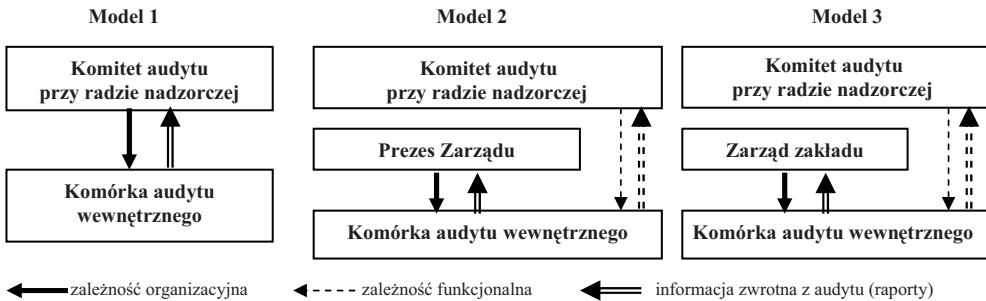 Model 1
Model 2
Model 3
Komitet audytu
przy radzie nadzorczej
Komórka audytu
wewnętrznego
Komitet audytu
przy radzie nadzorczej
Prezes Zarządu
Komórka audytu wewnętrznego
Komitet audytu
przy radzie nadzorczej
Zarząd zakładu
Komórka audytu wewnętrznego
zależność organizacyjna
zależność funkcjonalna
informacja zwrotna z audytu (raporty)